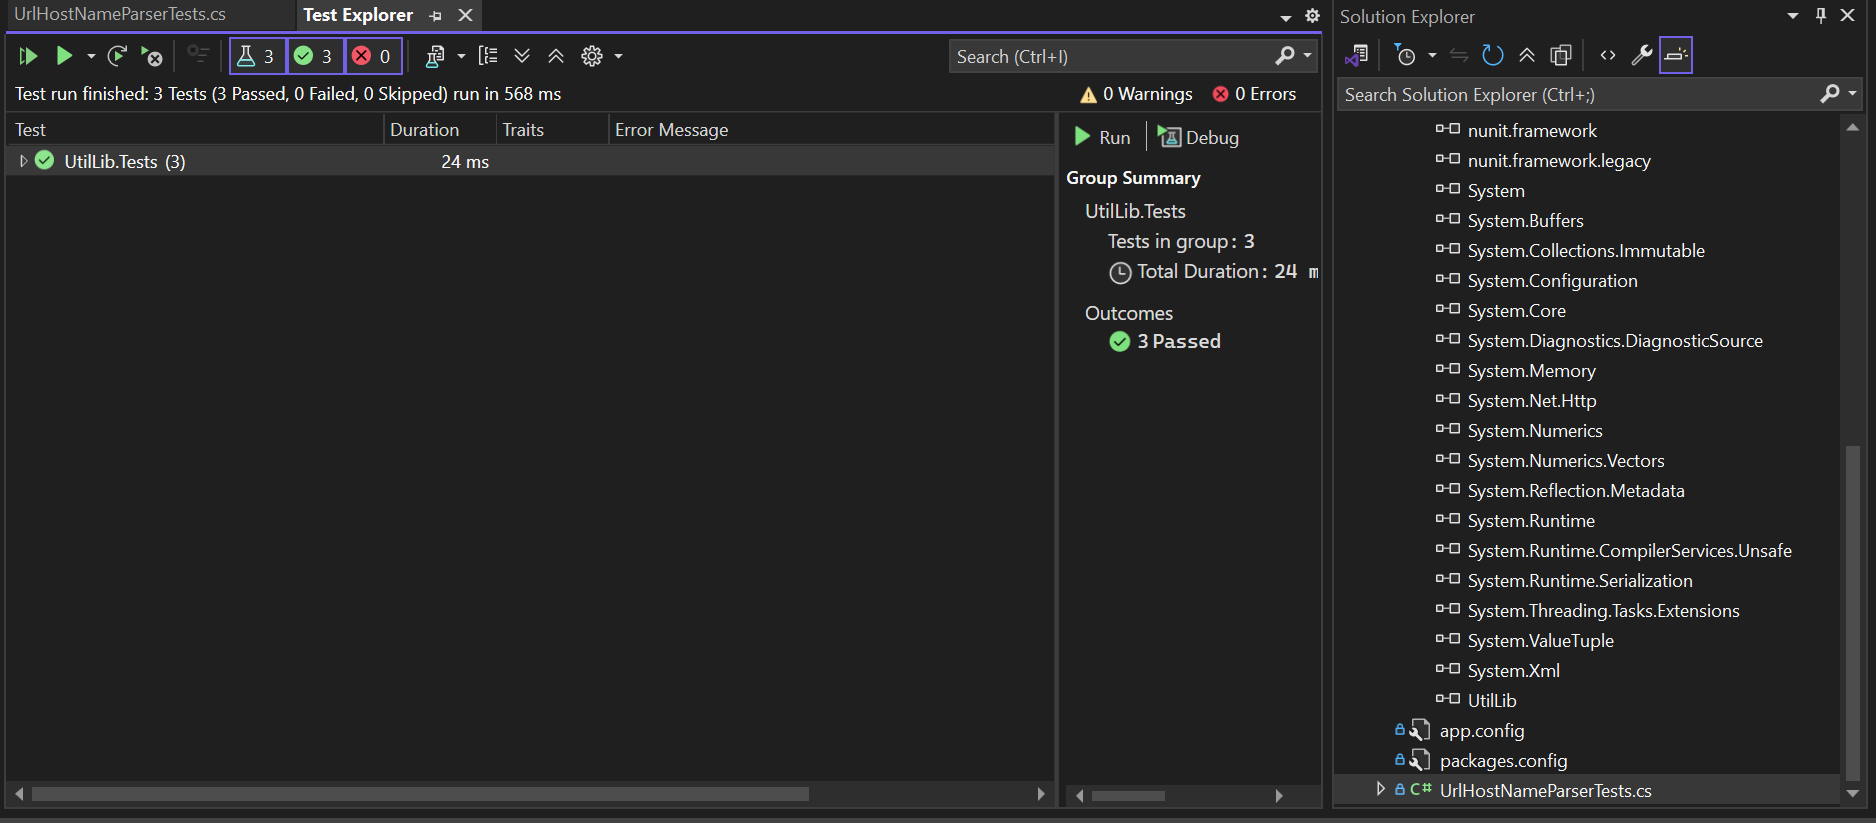 UrlHostNameParserTests.cs
Test Explorer
3
3
0
Search (Ctrl+I)
Test run finished: 3 Tests (3 Passed, 0 Failed, 0 Skipped) run in 568 ms
0 Warnings
0 Errors
Test
Duration
Traits
Error Message
UtilLib.Tests (3)
24 ms
Run
Debug
Group Summary
UtilLib.Tests
Tests in group: 3
Total Duration: 24 m
Outcomes
3 Passed
Solution Explorer
Search Solution Explorer (Ctrl+;)
nunit.framework
nunit.framework.legacy
System
System.Buffers
System.Collections.Immutable
System.Configuration
System.Core
System.Diagnostics.DiagnosticSource
System.Memory
System.Net.Http
System.Numerics
System.Numerics.Vectors
System.Reflection.Metadata
System.Runtime
System.Runtime.CompilerServices.Unsafe
System.Runtime.Serialization
System.Threading.Tasks.Extensions
System.ValueTuple
System.Xml
UtilLib
app.config
packages.config
C# UrlHostNameParserTests.cs